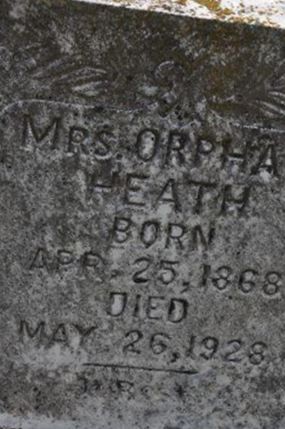 MRS. ORPHA
HEATH
BORN
APR. 25, 1868
DIED
MAY 26, 1928